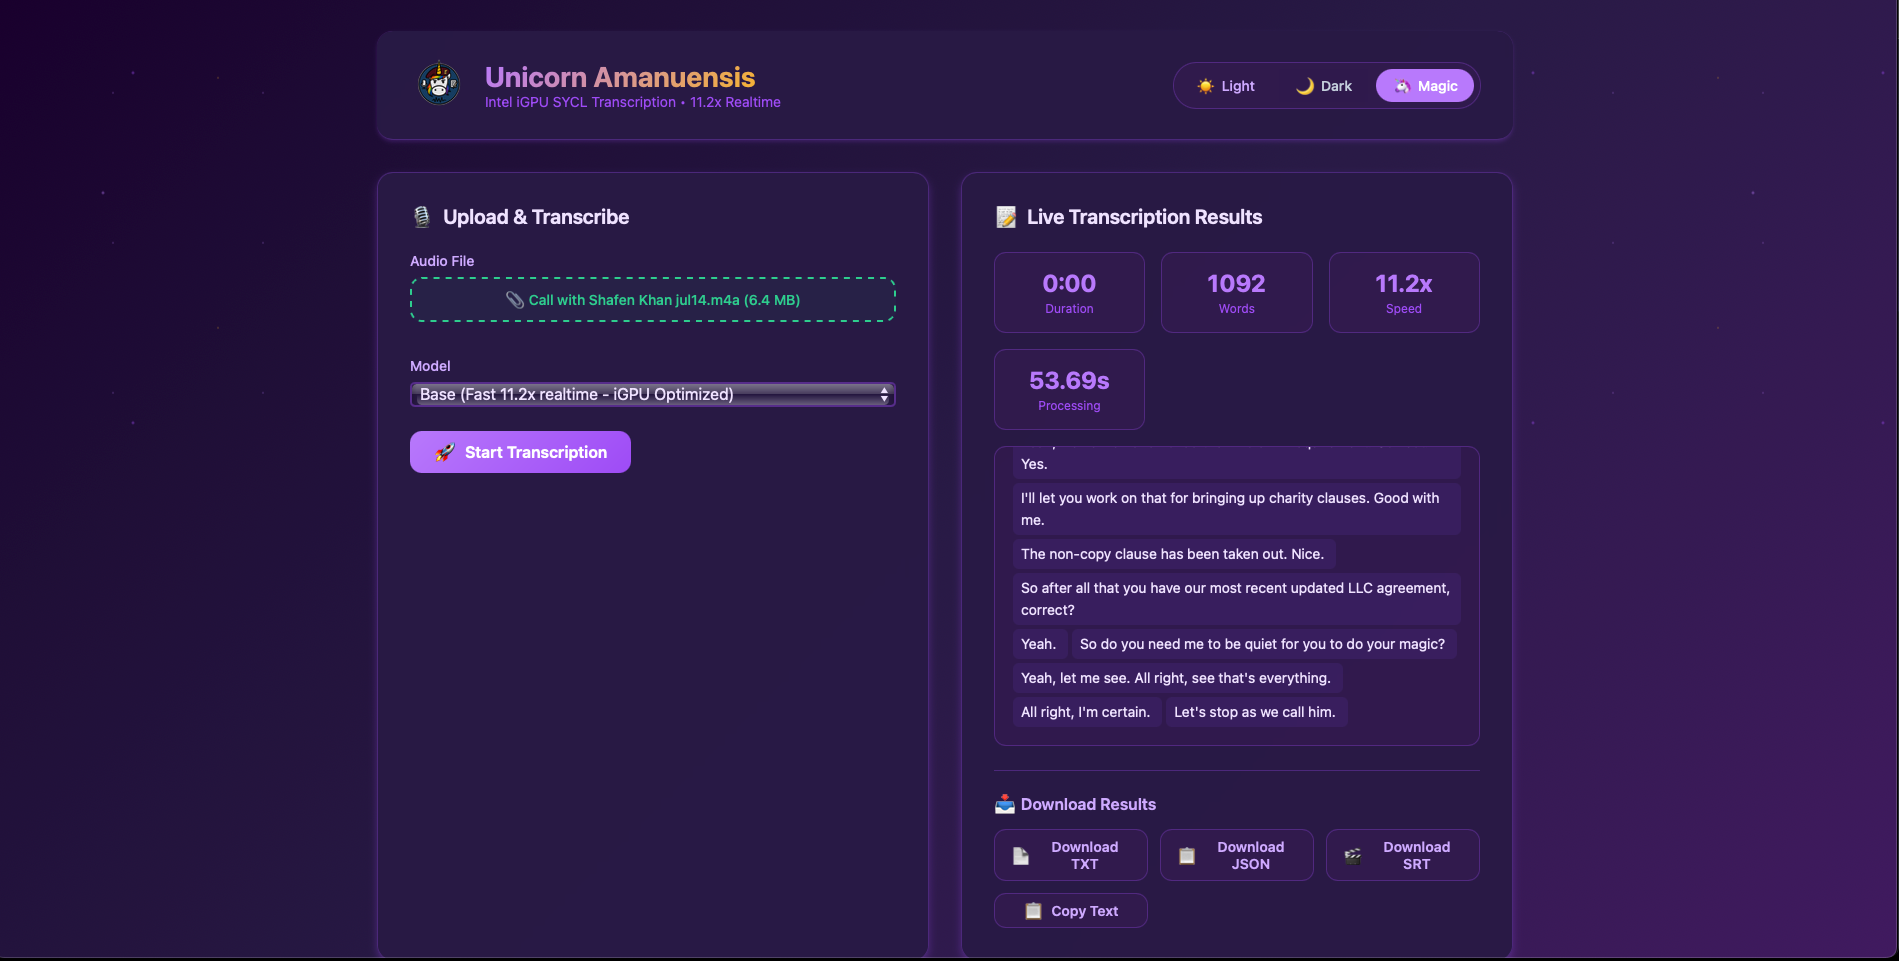 Unicorn Amanuensis
Intel iGPU SYCL Transcription • 11.2x Realtime
Light
Dark
Magic
Upload & Transcribe
Audio File
Call with Shafen Khan jul14.m4a (6.4 MB)
Model
Base (Fast 11.2x realtime - iGPU Optimized)
Start Transcription
Live Transcription Results
0:00
Duration
1092
Words
11.2x
Speed
53.69s
Processing
Yes.
I'll let you work on that for bringing up charity clauses. Good with
me.
The non-copy clause has been taken out. Nice.
So after all that you have our most recent updated LLC agreement,
correct?
Yeah.
So do you need me to be quiet for you to do your magic?
Yeah, let me see. All right, see that's everything.
All right, I'm certain.
Let's stop as we call him.
Download Results
Download
TXT
Download
JSON
Download
SRT
Copy Text